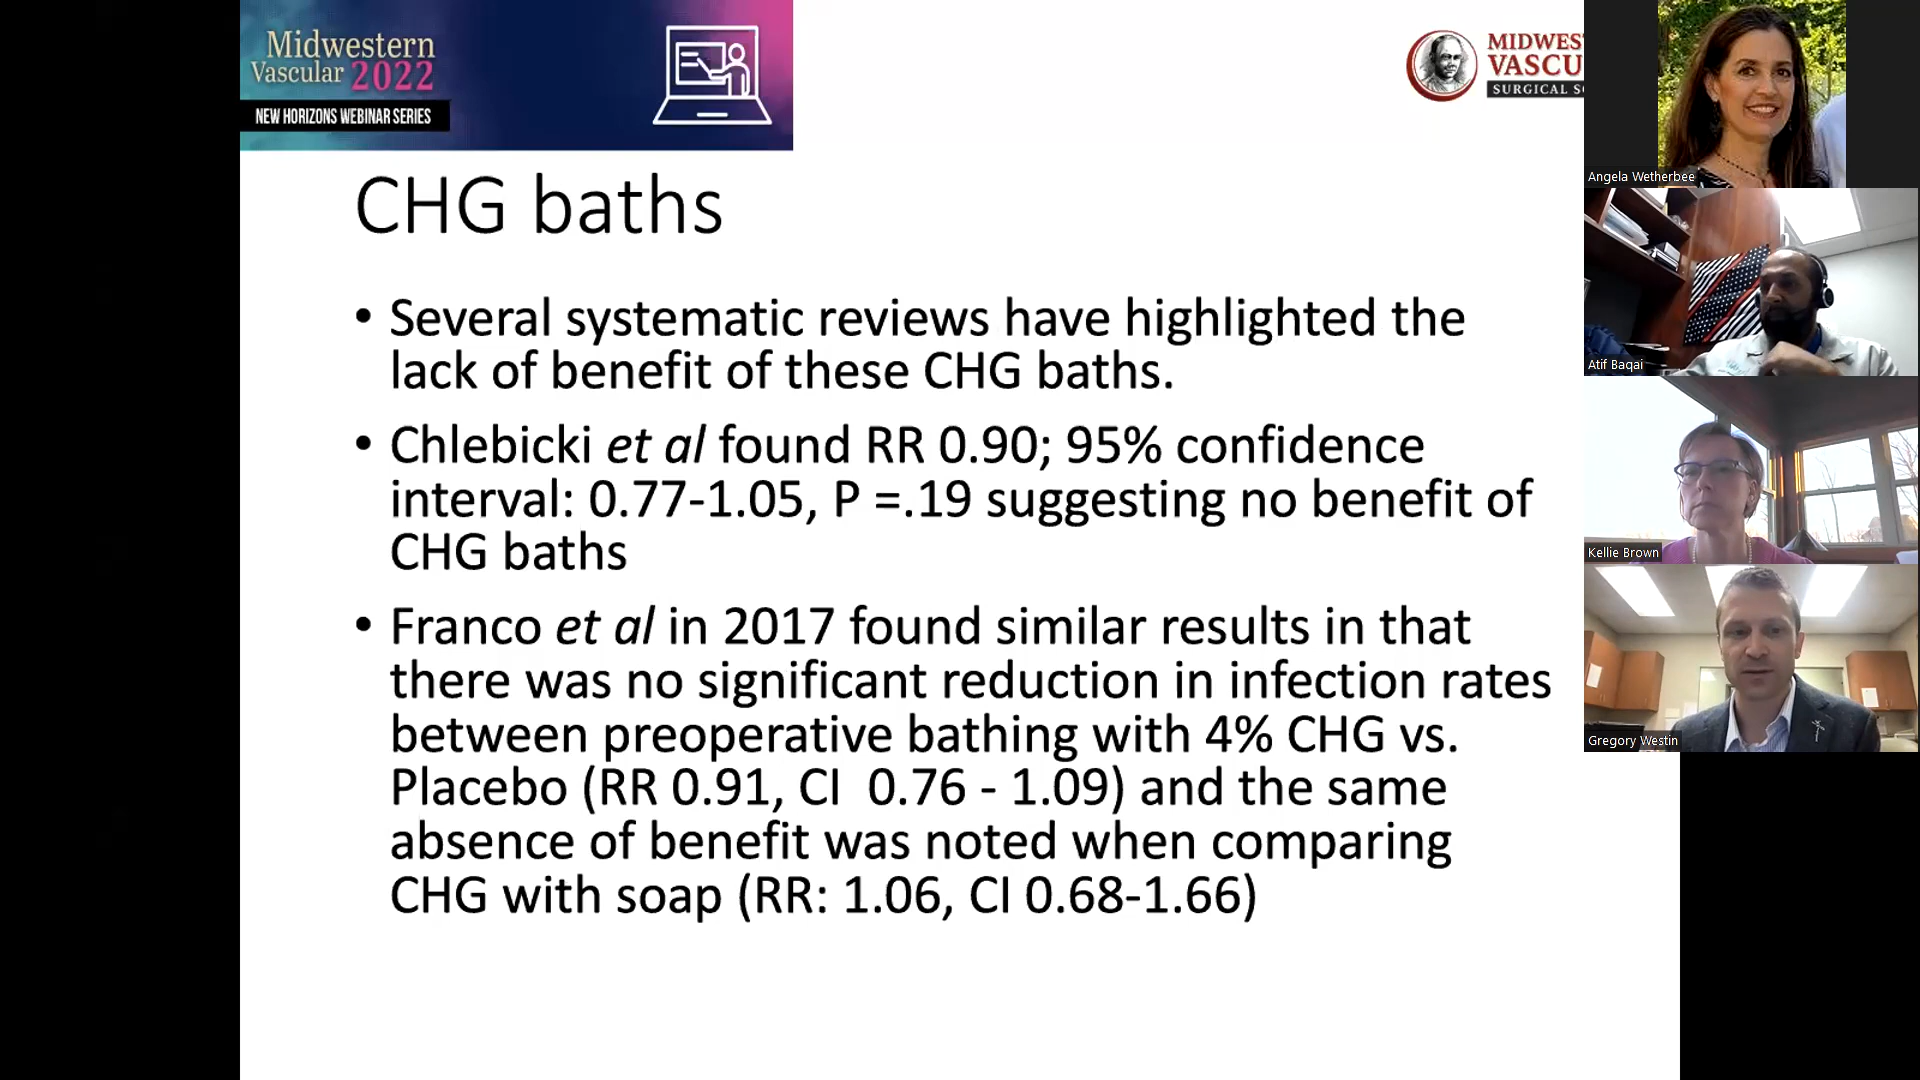 Midwestern
Vascular 2022
NEW HORIZONS WEBINAR SERIES
MIDWES
VASCU
SURGICAL S
CHG baths
• Several systematic reviews have highlighted the
lack of benefit of these CHG baths.
• Chlebicki et al found RR 0.90; 95% confidence
interval: 0.77-1.05, P =.19 suggesting no benefit of
CHG baths
• Franco et al in 2017 found similar results in that
there was no significant reduction in infection rates
between preoperative bathing with 4% CHG vs.
Placebo (RR 0.91, CI  0.76 - 1.09) and the same
absence of benefit was noted when comparing
CHG with soap (RR: 1.06, CI 0.68-1.66)
Angela Wetherbee
Atif Baqai
Kellie Brown
Gregory Westin